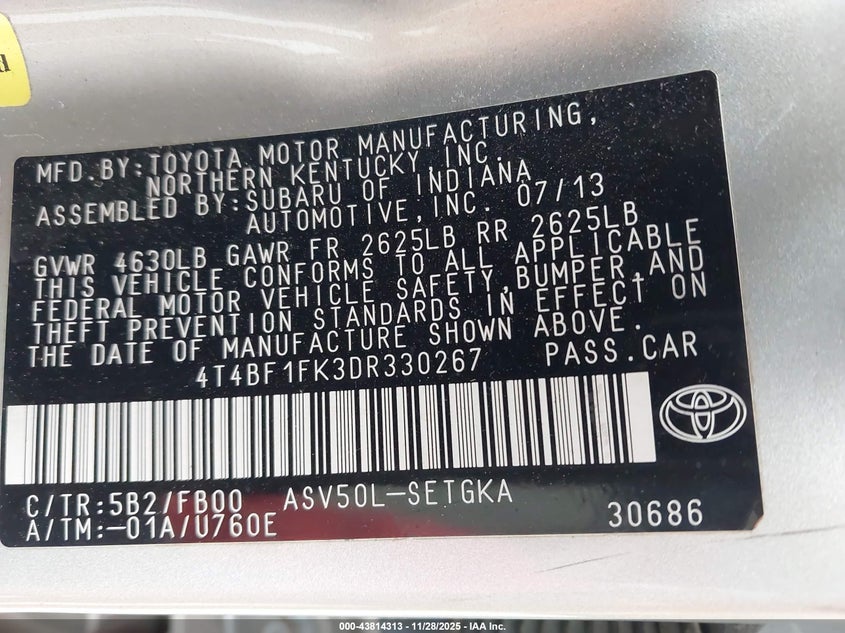 d
MFD.BY:TOYOTA MOTOR MANUFACTURING,
NORTHERN KENTUCKY,INC.
ASSEMBLED BY:SUBARU OF INDIANA
AUTOMOTIVE,INC. 07/13
GVWR 4630LB GAWR FR 2625LB RR 2625LB
THIS VEHICLE CONFORMS TO ALL APPLICABLE
FEDERAL MOTOR VEHICLE SAFETY,BUMPER,AND
THEFT PREVENTION STANDARDS IN EFFECT ON
THE DATE OF MANUFACTURE SHOWN ABOVE.
4T4BF1FK3DR330267 PASS.CAR
C/TR:5B2/FB00 ASV50L-SETGKA
A/TM:-01A/U760E 30686
000-43814313 - 11/28/2025 - IAA Inc.